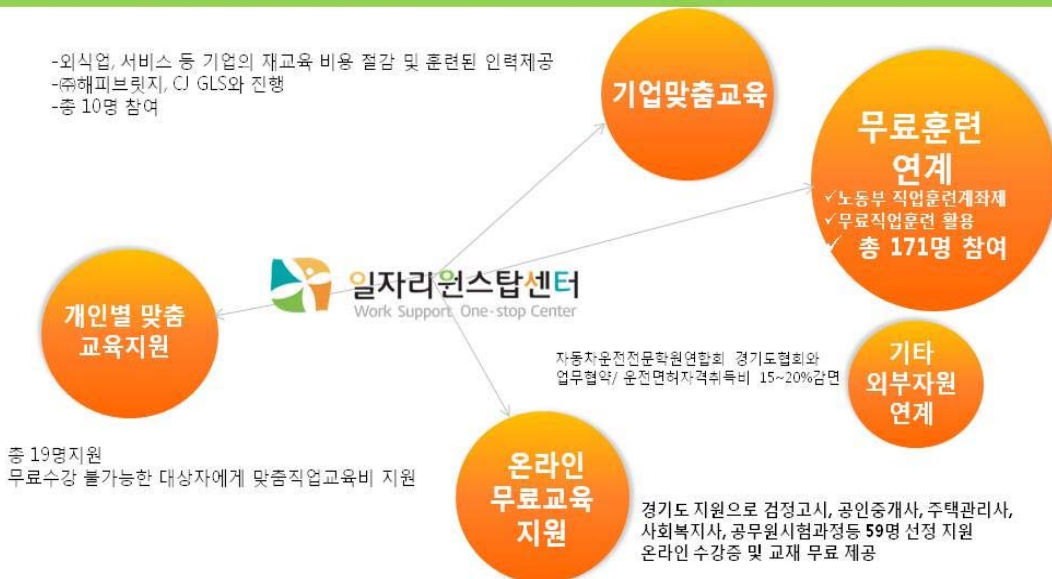 -외식업, 서비스 등 기업의 재교육 비용 절감 및 훈련된 인력제공
-㈜해피브릿지, CJ GLS와 진행
-총 10명 참여
기업맞춤교육
무료훈련
연계
✓노동부 직업훈련계좌제
✓무료직업훈련 활용
✓ 총 171명 참여
일자리원스탑센터
Work Support One-stop Center
개인별 맞춤
교육지원
총 19명지원
무료수강 불가능한 대상자에게 맞춤직업교육비 지원
자동차운전전문학원연합회 경기도협회와
업무협약/ 운전면허자격취득비 15~20%감면
기타
외부자원
연계
온라인
무료교육
지원
경기도 지원으로 검정고시, 공인중개사, 주택관리사,
사회복지사, 공무원시험과정등 59명 선정 지원
온라인 수강증 및 교재 무료 제공